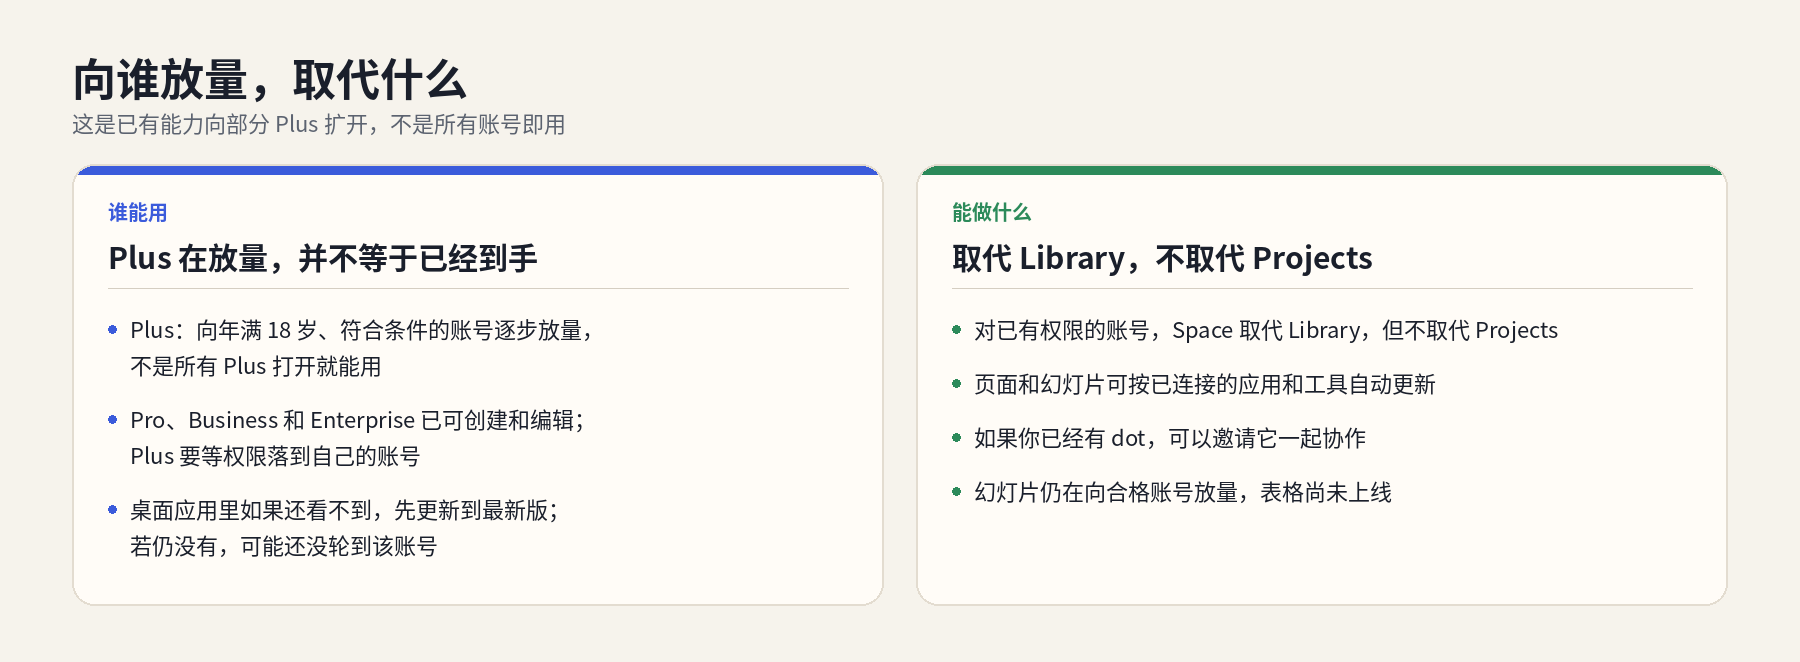 向谁放量，取代什么
这是已有能力向部分 Plus 扩开，不是所有账号即用
谁能用
Plus 在放量，并不等于已经到手
Plus：向年满 18 岁、符合条件的账号逐步放量，
不是所有 Plus 打开就能用
Pro、Business 和 Enterprise 已可创建和编辑；
Plus 要等权限落到自己的账号
桌面应用里如果还看不到，先更新到最新版；
若仍没有，可能还没轮到该账号
能做什么
取代 Library，不取代 Projects
对已有权限的账号，Space 取代 Library，但不取代 Projects
页面和幻灯片可按已连接的应用和工具自动更新
如果你已经有 dot，可以邀请它一起协作
幻灯片仍在向合格账号放量，表格尚未上线